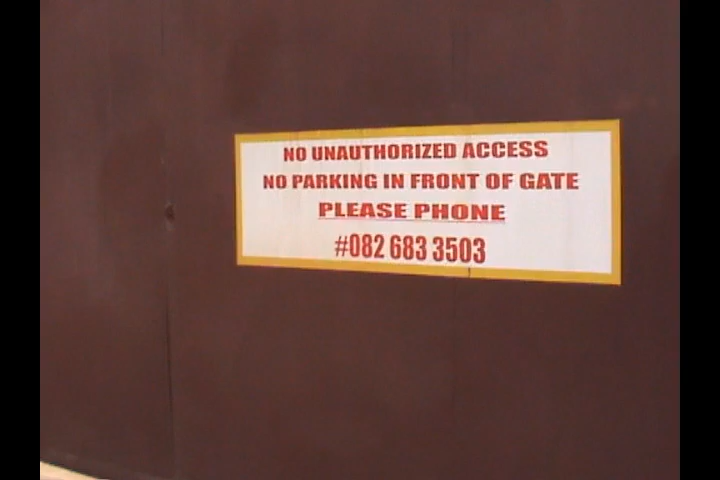 NO UNAUTHORIZED ACCESS
NO PARKING IN FRONT OF GATE
PLEASE PHONE
#082 683 3503